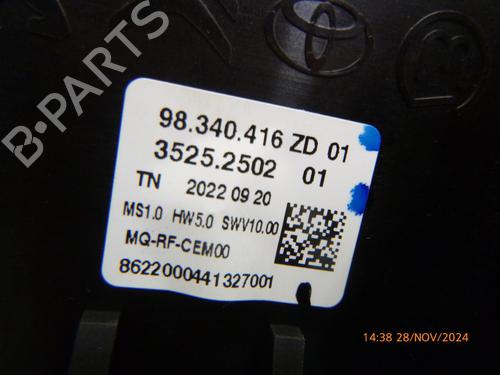 98.340.416 ZD 01
3525.2502 01
TN 2022 09 20
MS1.0 HW5.0 SWV10.00
MQ-RF-CEM00
8622000441327001
14:38 28/NOV/2024